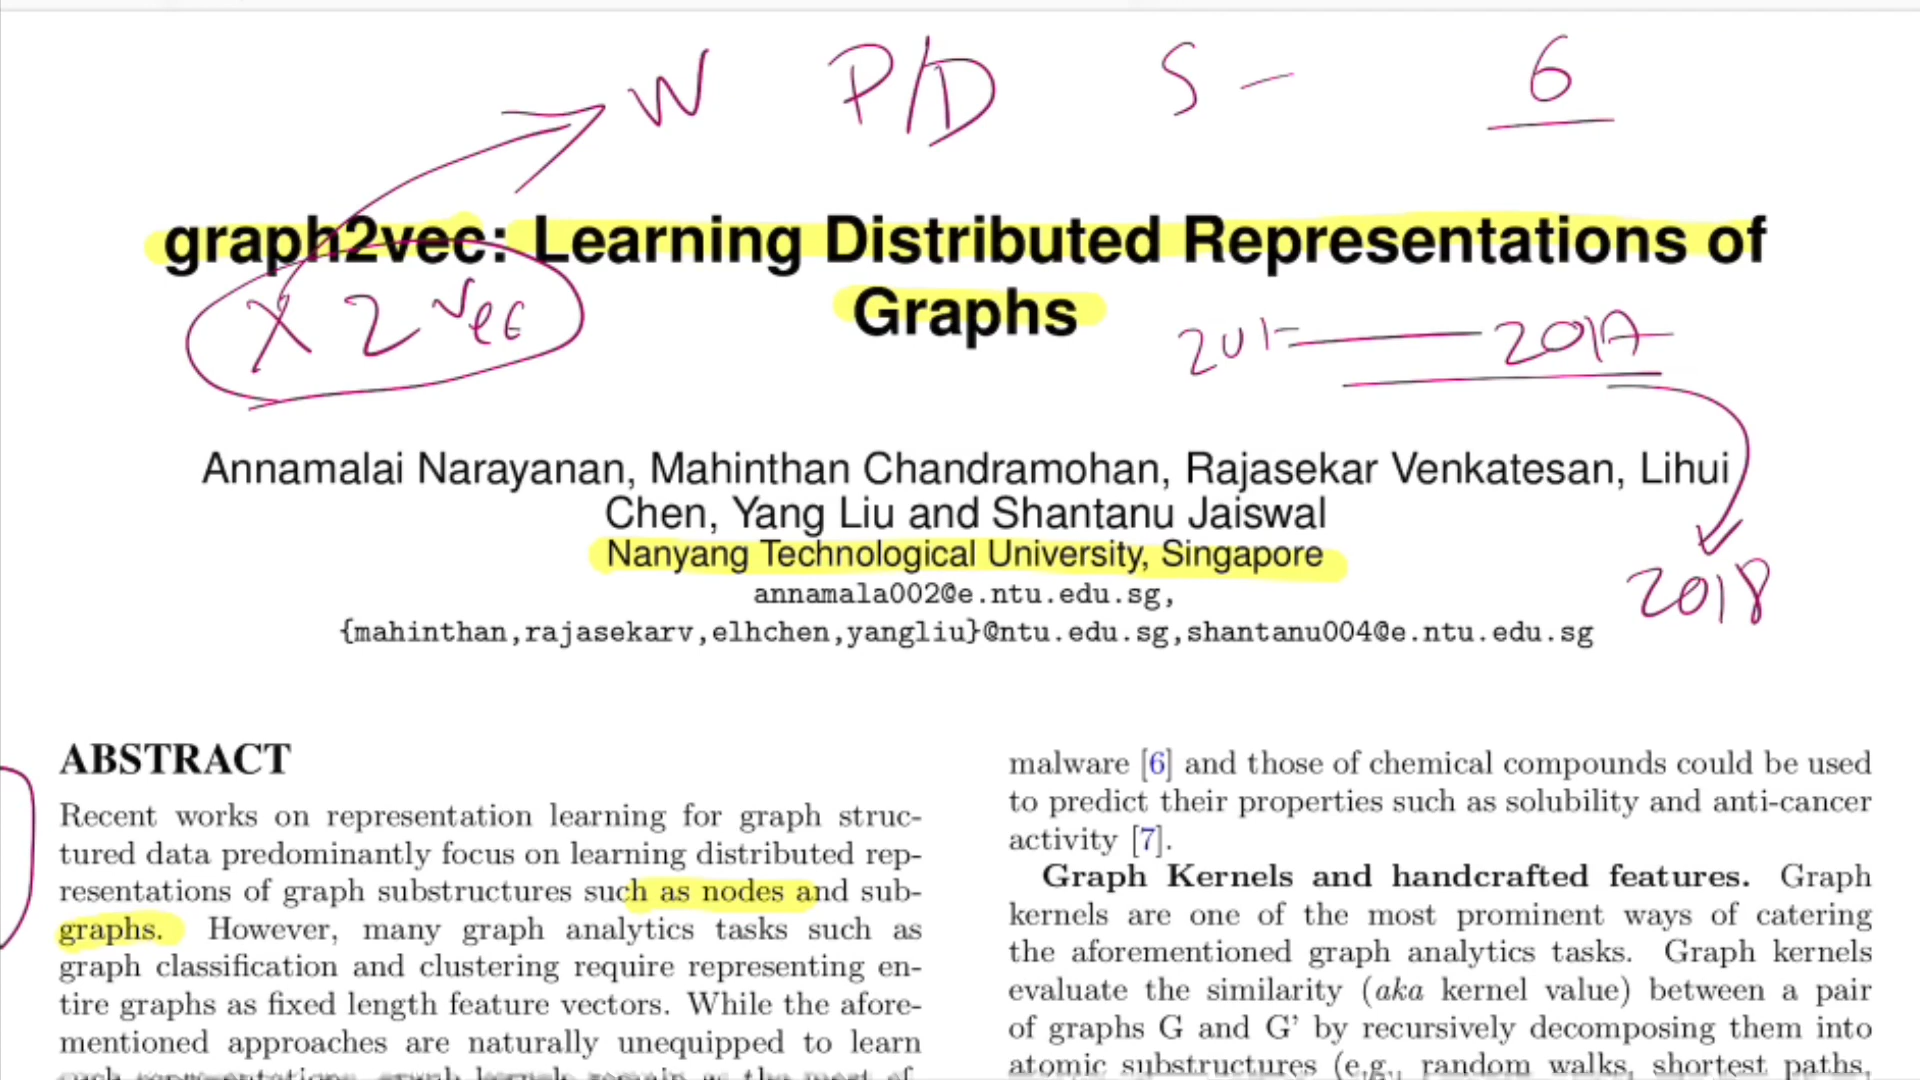 W P/D S – 6
graph2vec: Learning Distributed Representations of
Graphs
X 2 vec
201 2017
Annamalai Narayanan, Mahinthan Chandramohan, Rajasekar Venkatesan, Lihui
Chen, Yang Liu and Shantanu Jaiswal
Nanyang Technological University, Singapore
annamala002@e.ntu.edu.sg,
2018
{mahinthan,rajasekarv,elhchen,yangliu}@ntu.edu.sg,shantanu004@e.ntu.edu.sg
ABSTRACT
Recent works on representation learning for graph struc-
tured data predominantly focus on learning distributed rep-
resentations of graph substructures such as nodes and sub-
graphs. However, many graph analytics tasks such as
graph classification and clustering require representing en-
tire graphs as fixed length feature vectors. While the afore-
mentioned approaches are naturally unequipped to learn
malware [6] and those of chemical compounds could be used
to predict their properties such as solubility and anti-cancer
activity [7].
Graph Kernels and handcrafted features. Graph
kernels are one of the most prominent ways of catering
the aforementioned graph analytics tasks. Graph kernels
evaluate the similarity (aka kernel value) between a pair
of graphs G and G' by recursively decomposing them into
atomic substructures (e.g., random walks, shortest paths,